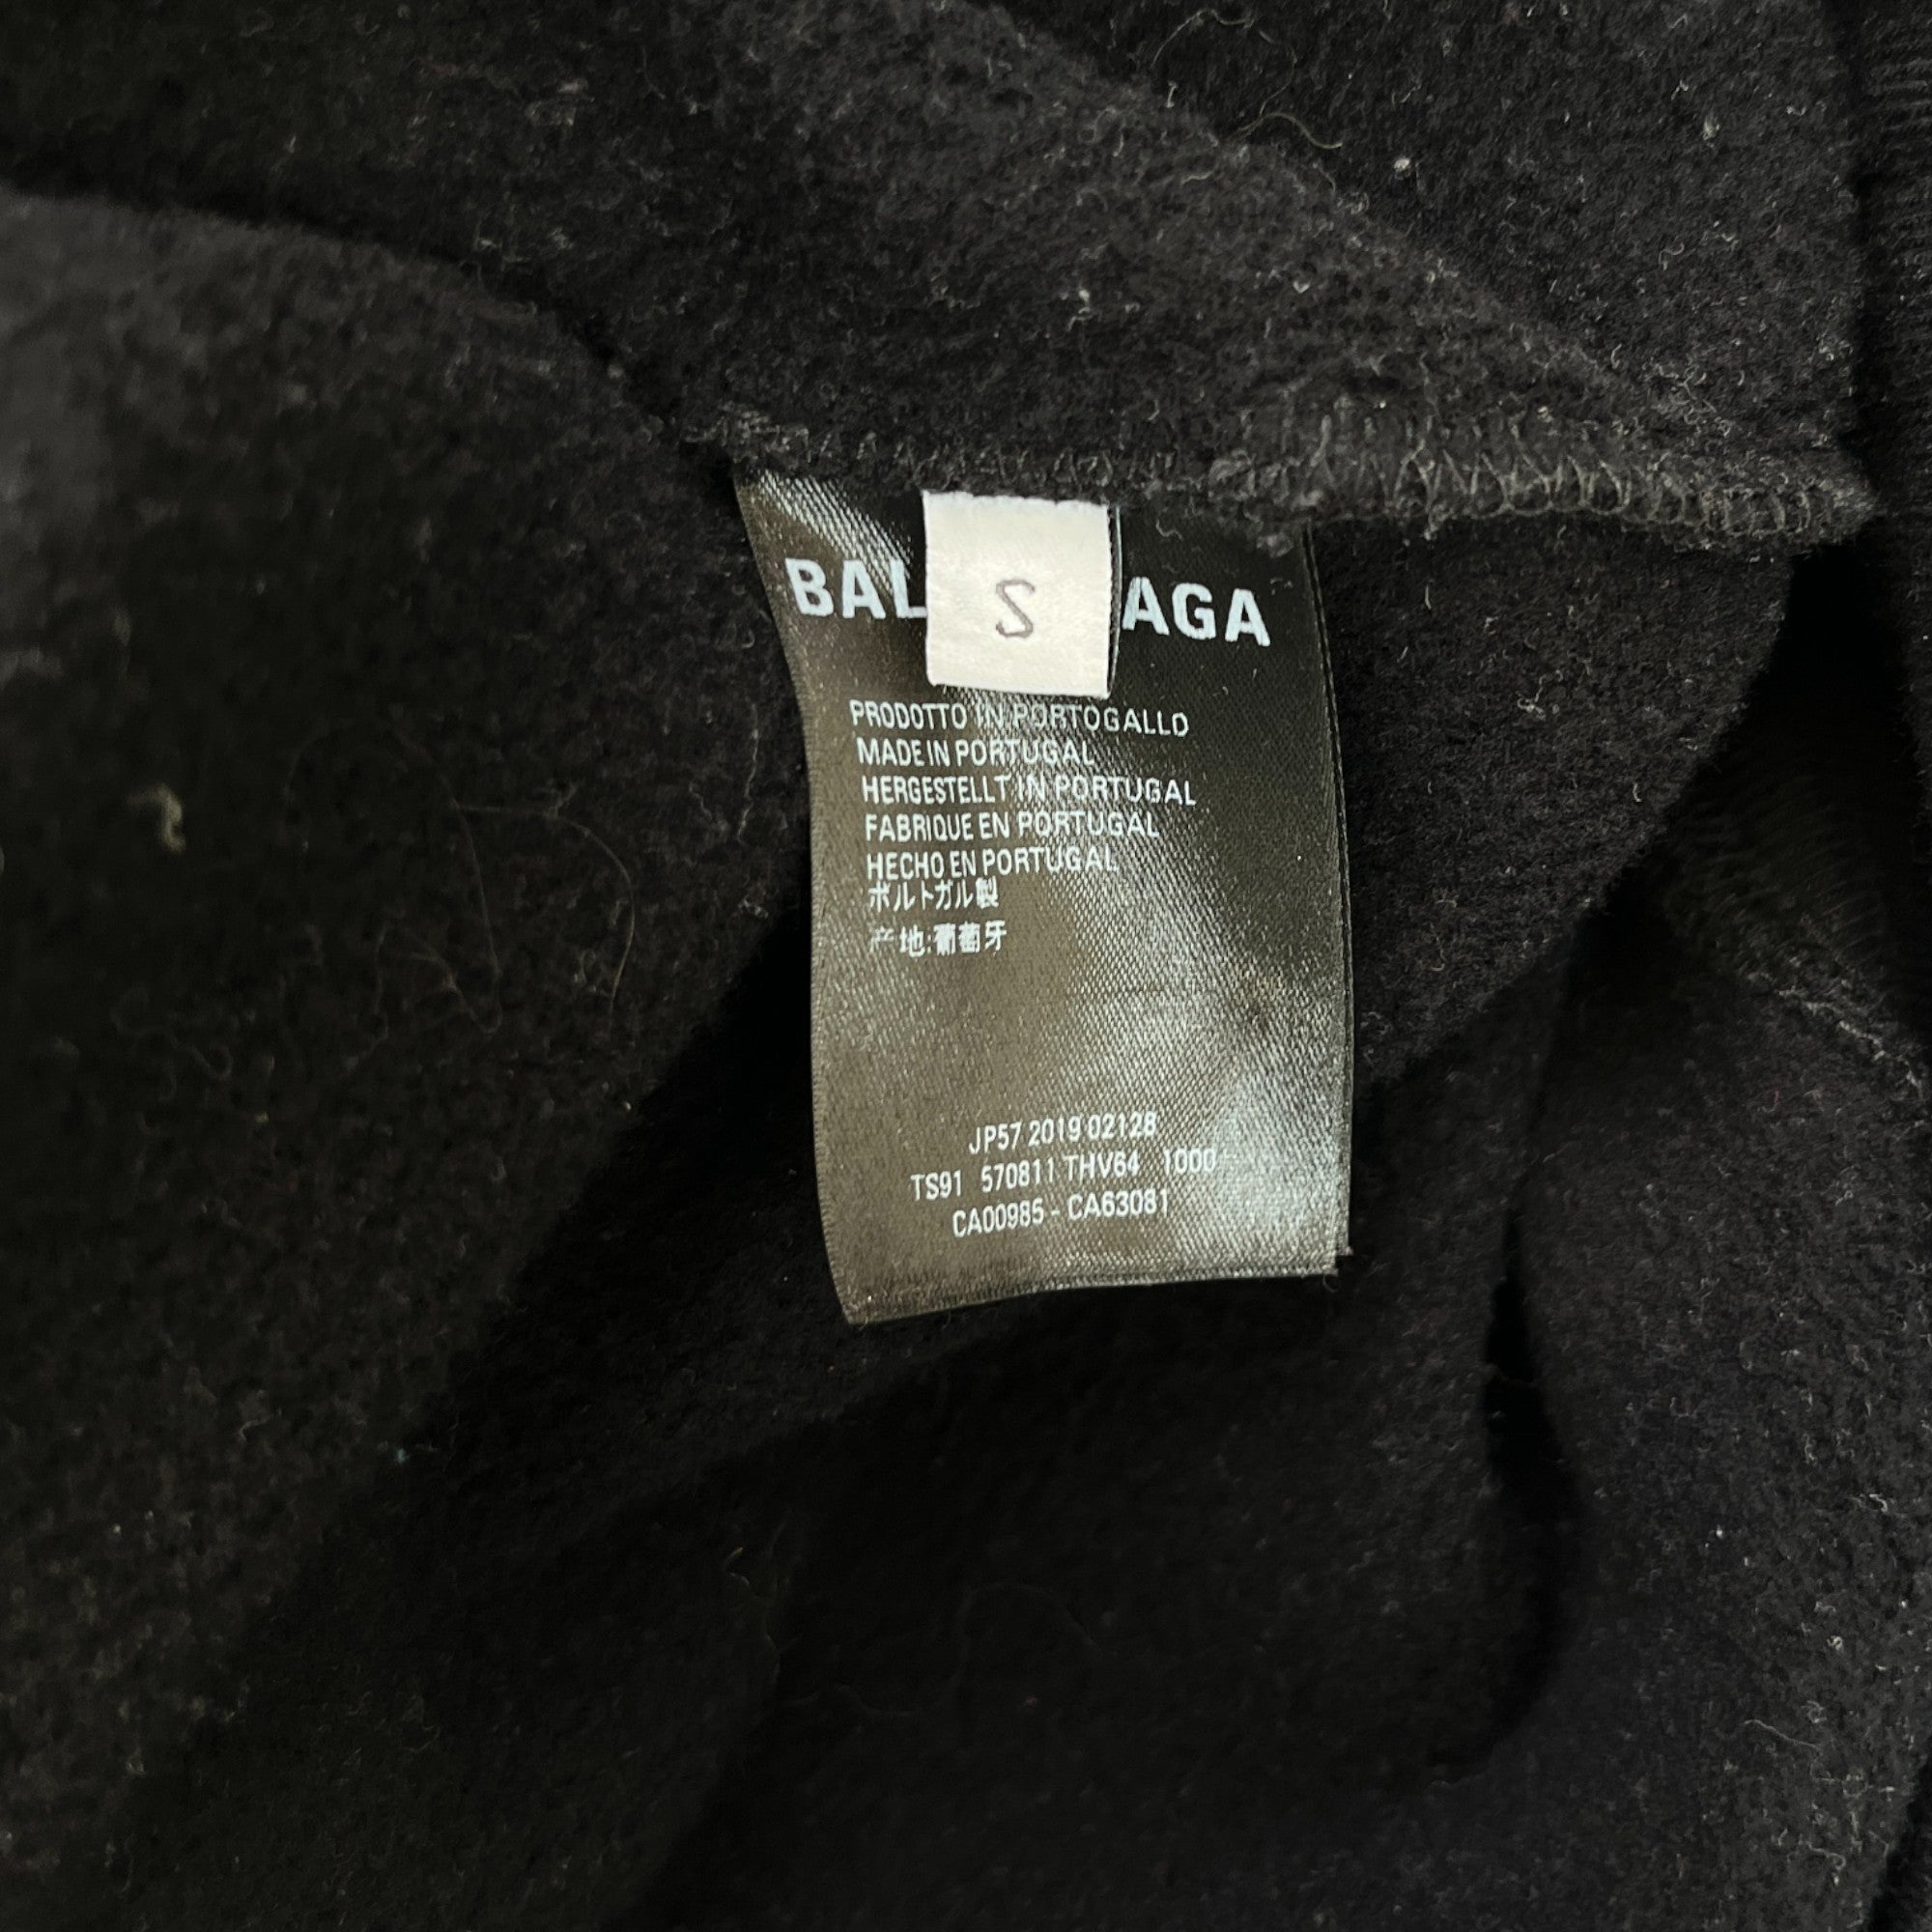 BAL S AGA
PRODOTTO IN PORTOGALLO
MADE IN PORTUGAL
HERGESTELLT IN PORTUGAL
FABRIQUE EN PORTUGAL
HECHO EN PORTUGAL
ポルトガル製
产地:葡萄牙
JP57 2019 02128
TS91 570811 THV64 1000
CA00985 - CA63081